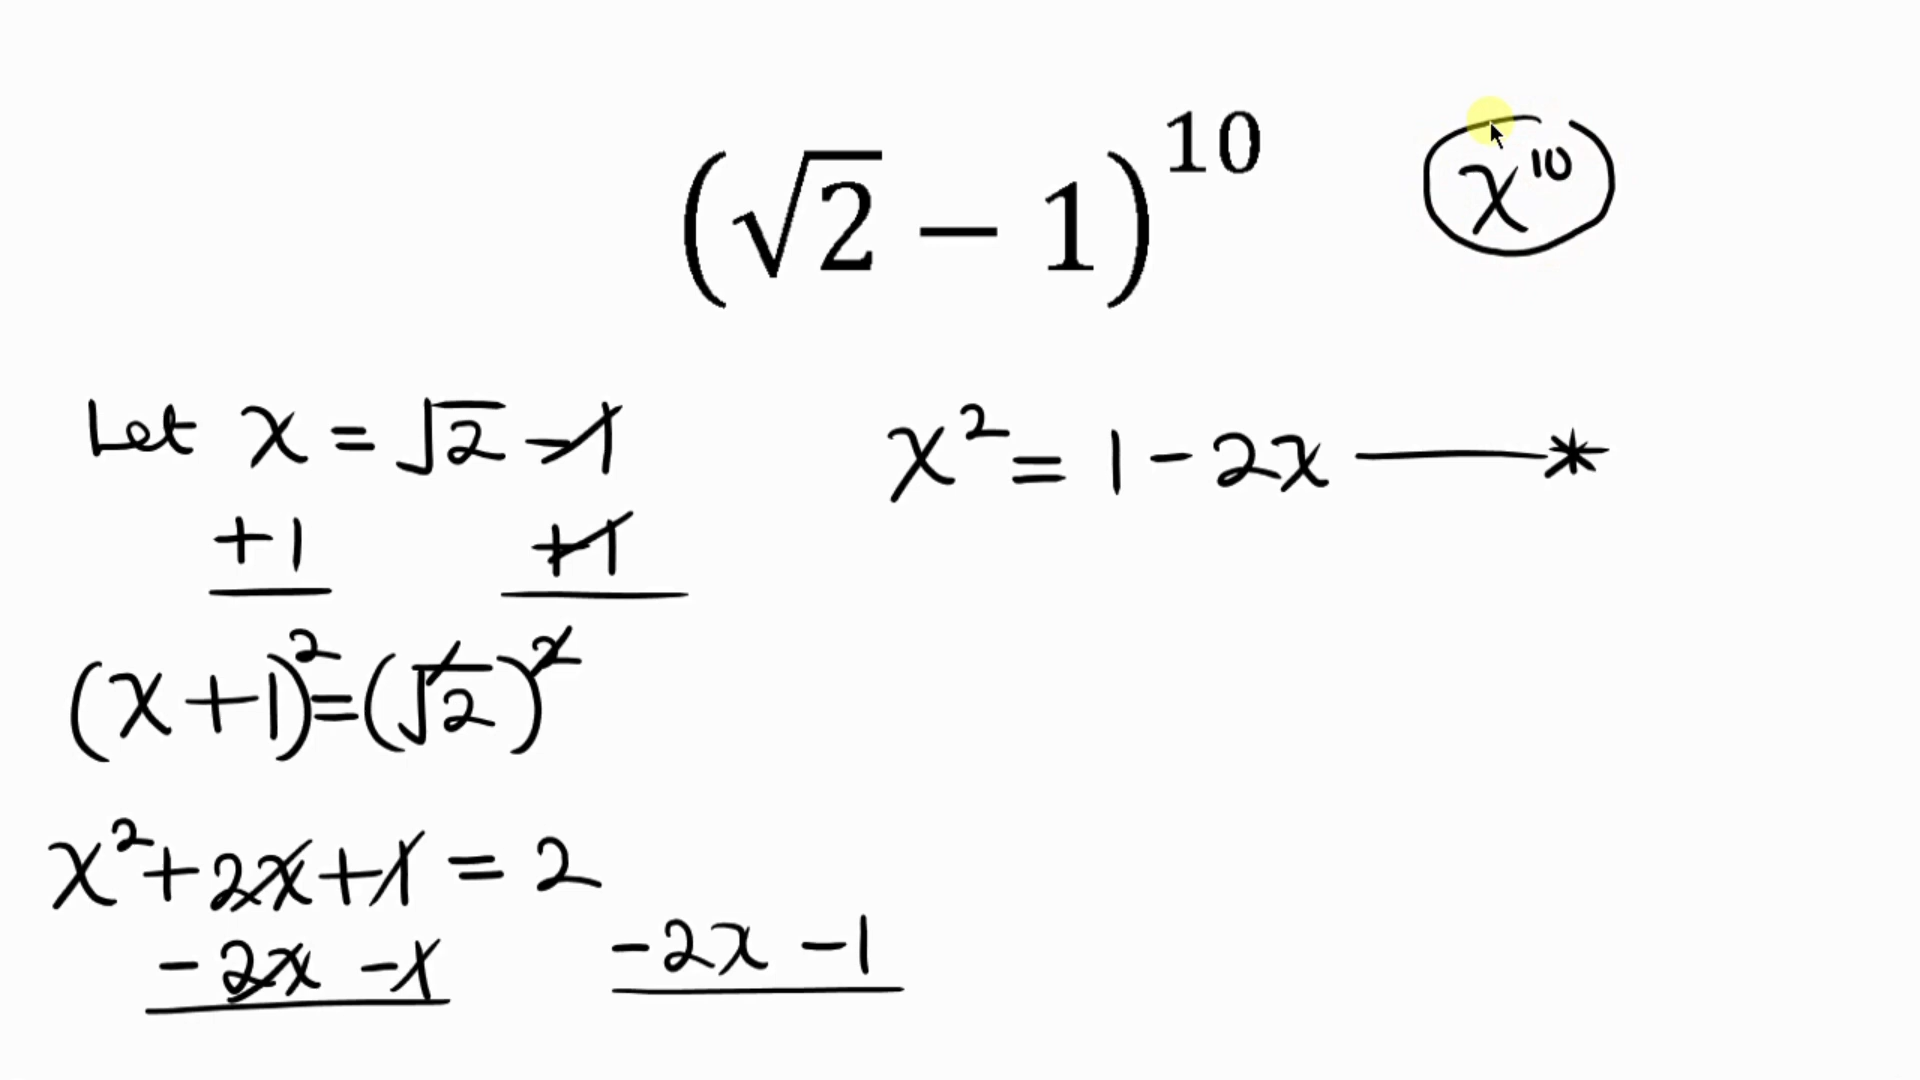 (√2 − 1)¹⁰
x¹⁰
Let x = √2 − 1
+1 +1
(x + 1)² = (√2)²
x² + 2x + 1 = 2
− 2x − 1 − 2x − 1
x² = 1 − 2x ——— *